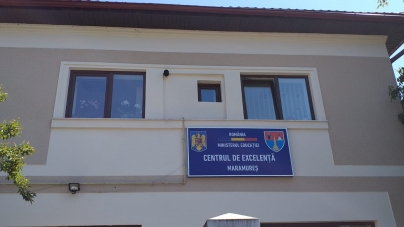 ROMÂNIA
MINISTERUL EDUCAȚIEI
CENTRUL DE EXCELENȚĂ
MARAMUREȘ